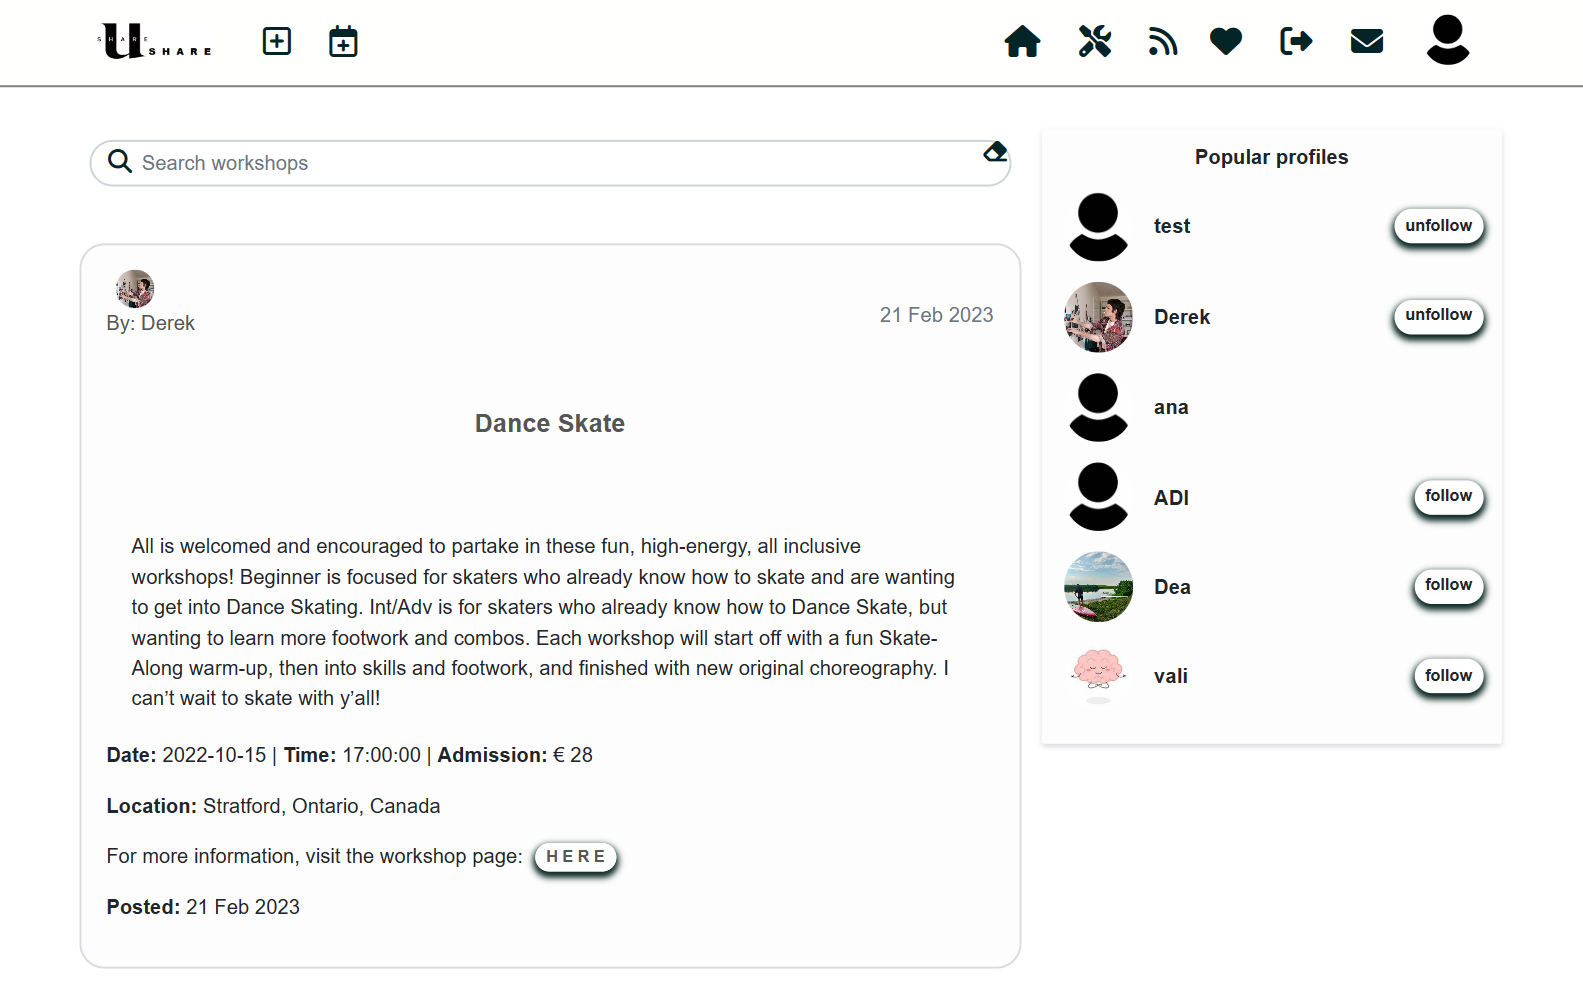 SHARE
U SHARE
Search workshops
By: Derek
21 Feb 2023
Dance Skate
All is welcomed and encouraged to partake in these fun, high-energy, all inclusive
workshops! Beginner is focused for skaters who already know how to skate and are wanting
to get into Dance Skating. Int/Adv is for skaters who already know how to Dance Skate, but
wanting to learn more footwork and combos. Each workshop will start off with a fun Skate-
Along warm-up, then into skills and footwork, and finished with new original choreography. I
can’t wait to skate with y’all!
Date: 2022-10-15 | Time: 17:00:00 | Admission: € 28
Location: Stratford, Ontario, Canada
For more information, visit the workshop page: HERE
Posted: 21 Feb 2023
Popular profiles
test unfollow
Derek unfollow
ana
ADI follow
Dea follow
vali follow